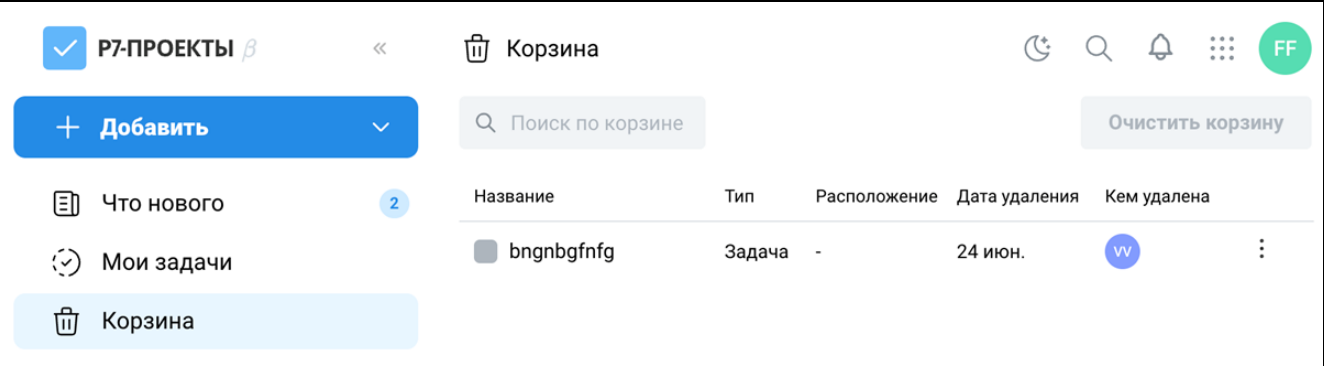 Р7-ПРОЕКТЫ β
Корзина
FF
Добавить
Поиск по корзине
Очистить корзину
Что нового 2
Мои задачи
Корзина
Название Тип Расположение Дата удаления Кем удалена
bngnbgfnfg Задача - 24 июн. VV